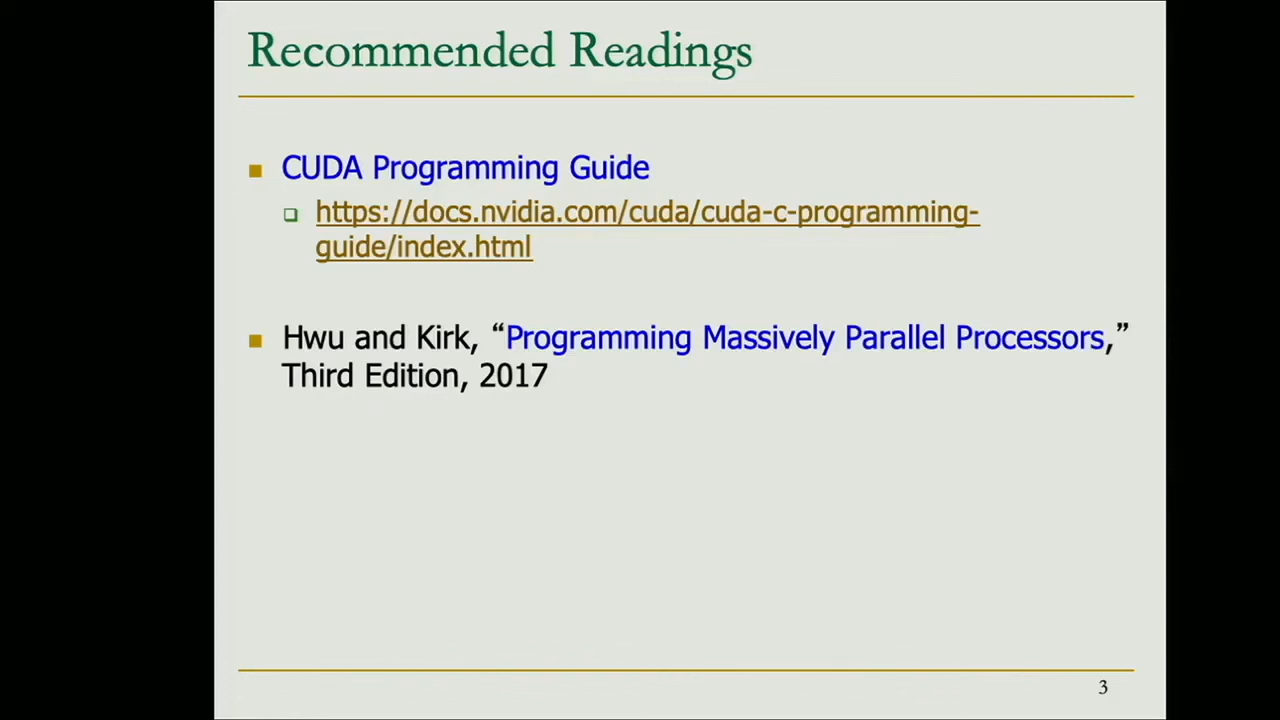 Recommended Readings
CUDA Programming Guide
https://docs.nvidia.com/cuda/cuda-c-programming-
guide/index.html
Hwu and Kirk, “Programming Massively Parallel Processors,”
Third Edition, 2017
3